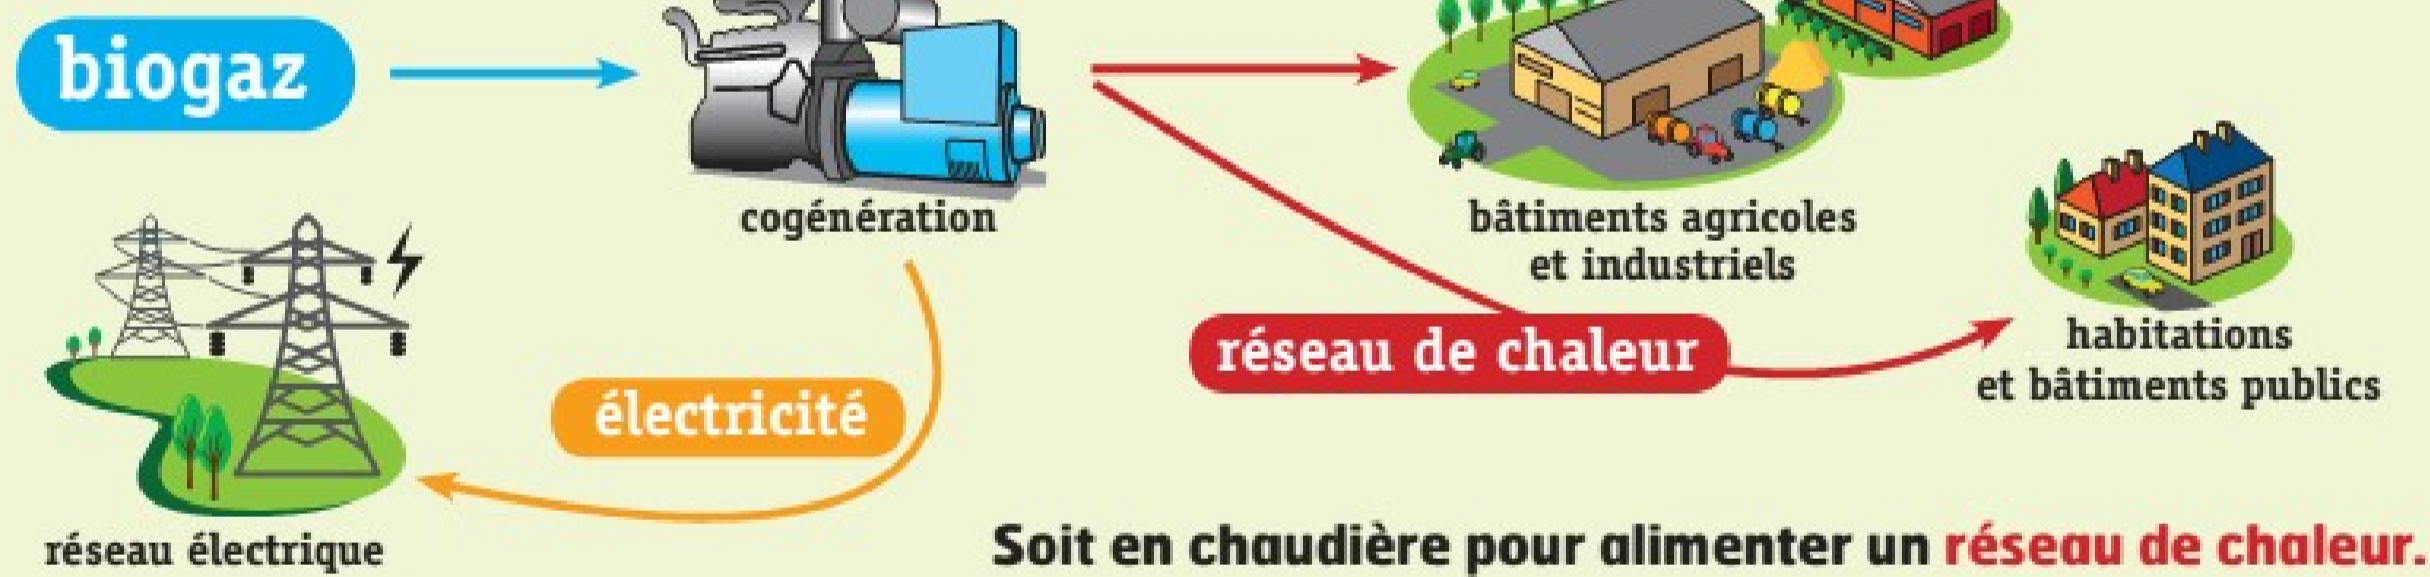 biogaz
cogénération
bâtiments agricoles
et industriels
réseau de chaleur
habitations
et bâtiments publics
électricité
réseau électrique
Soit en chaudière pour alimenter un réseau de chaleur.